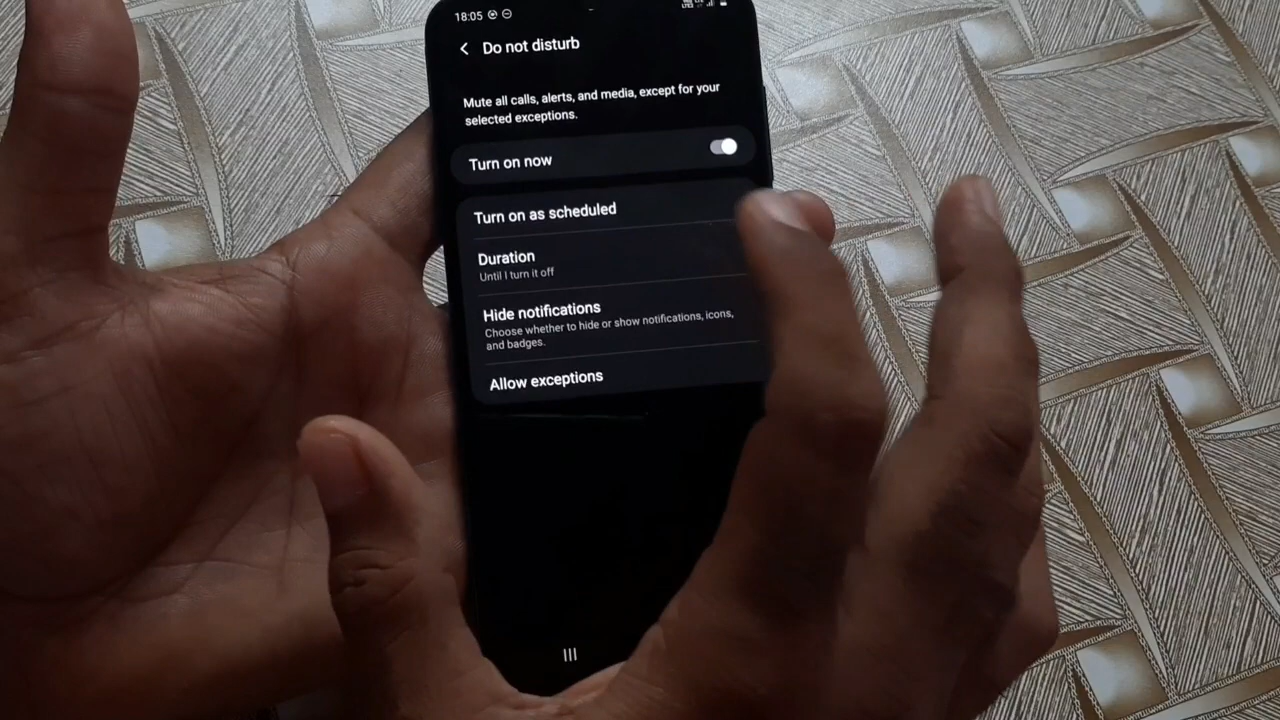 18:05
Do not disturb
Mute all calls, alerts, and media, except for your
selected exceptions.
Turn on now
Turn on as scheduled
Duration
Until I turn it off
Hide notifications
Choose whether to hide or show notifications, icons,
and badges.
Allow exceptions